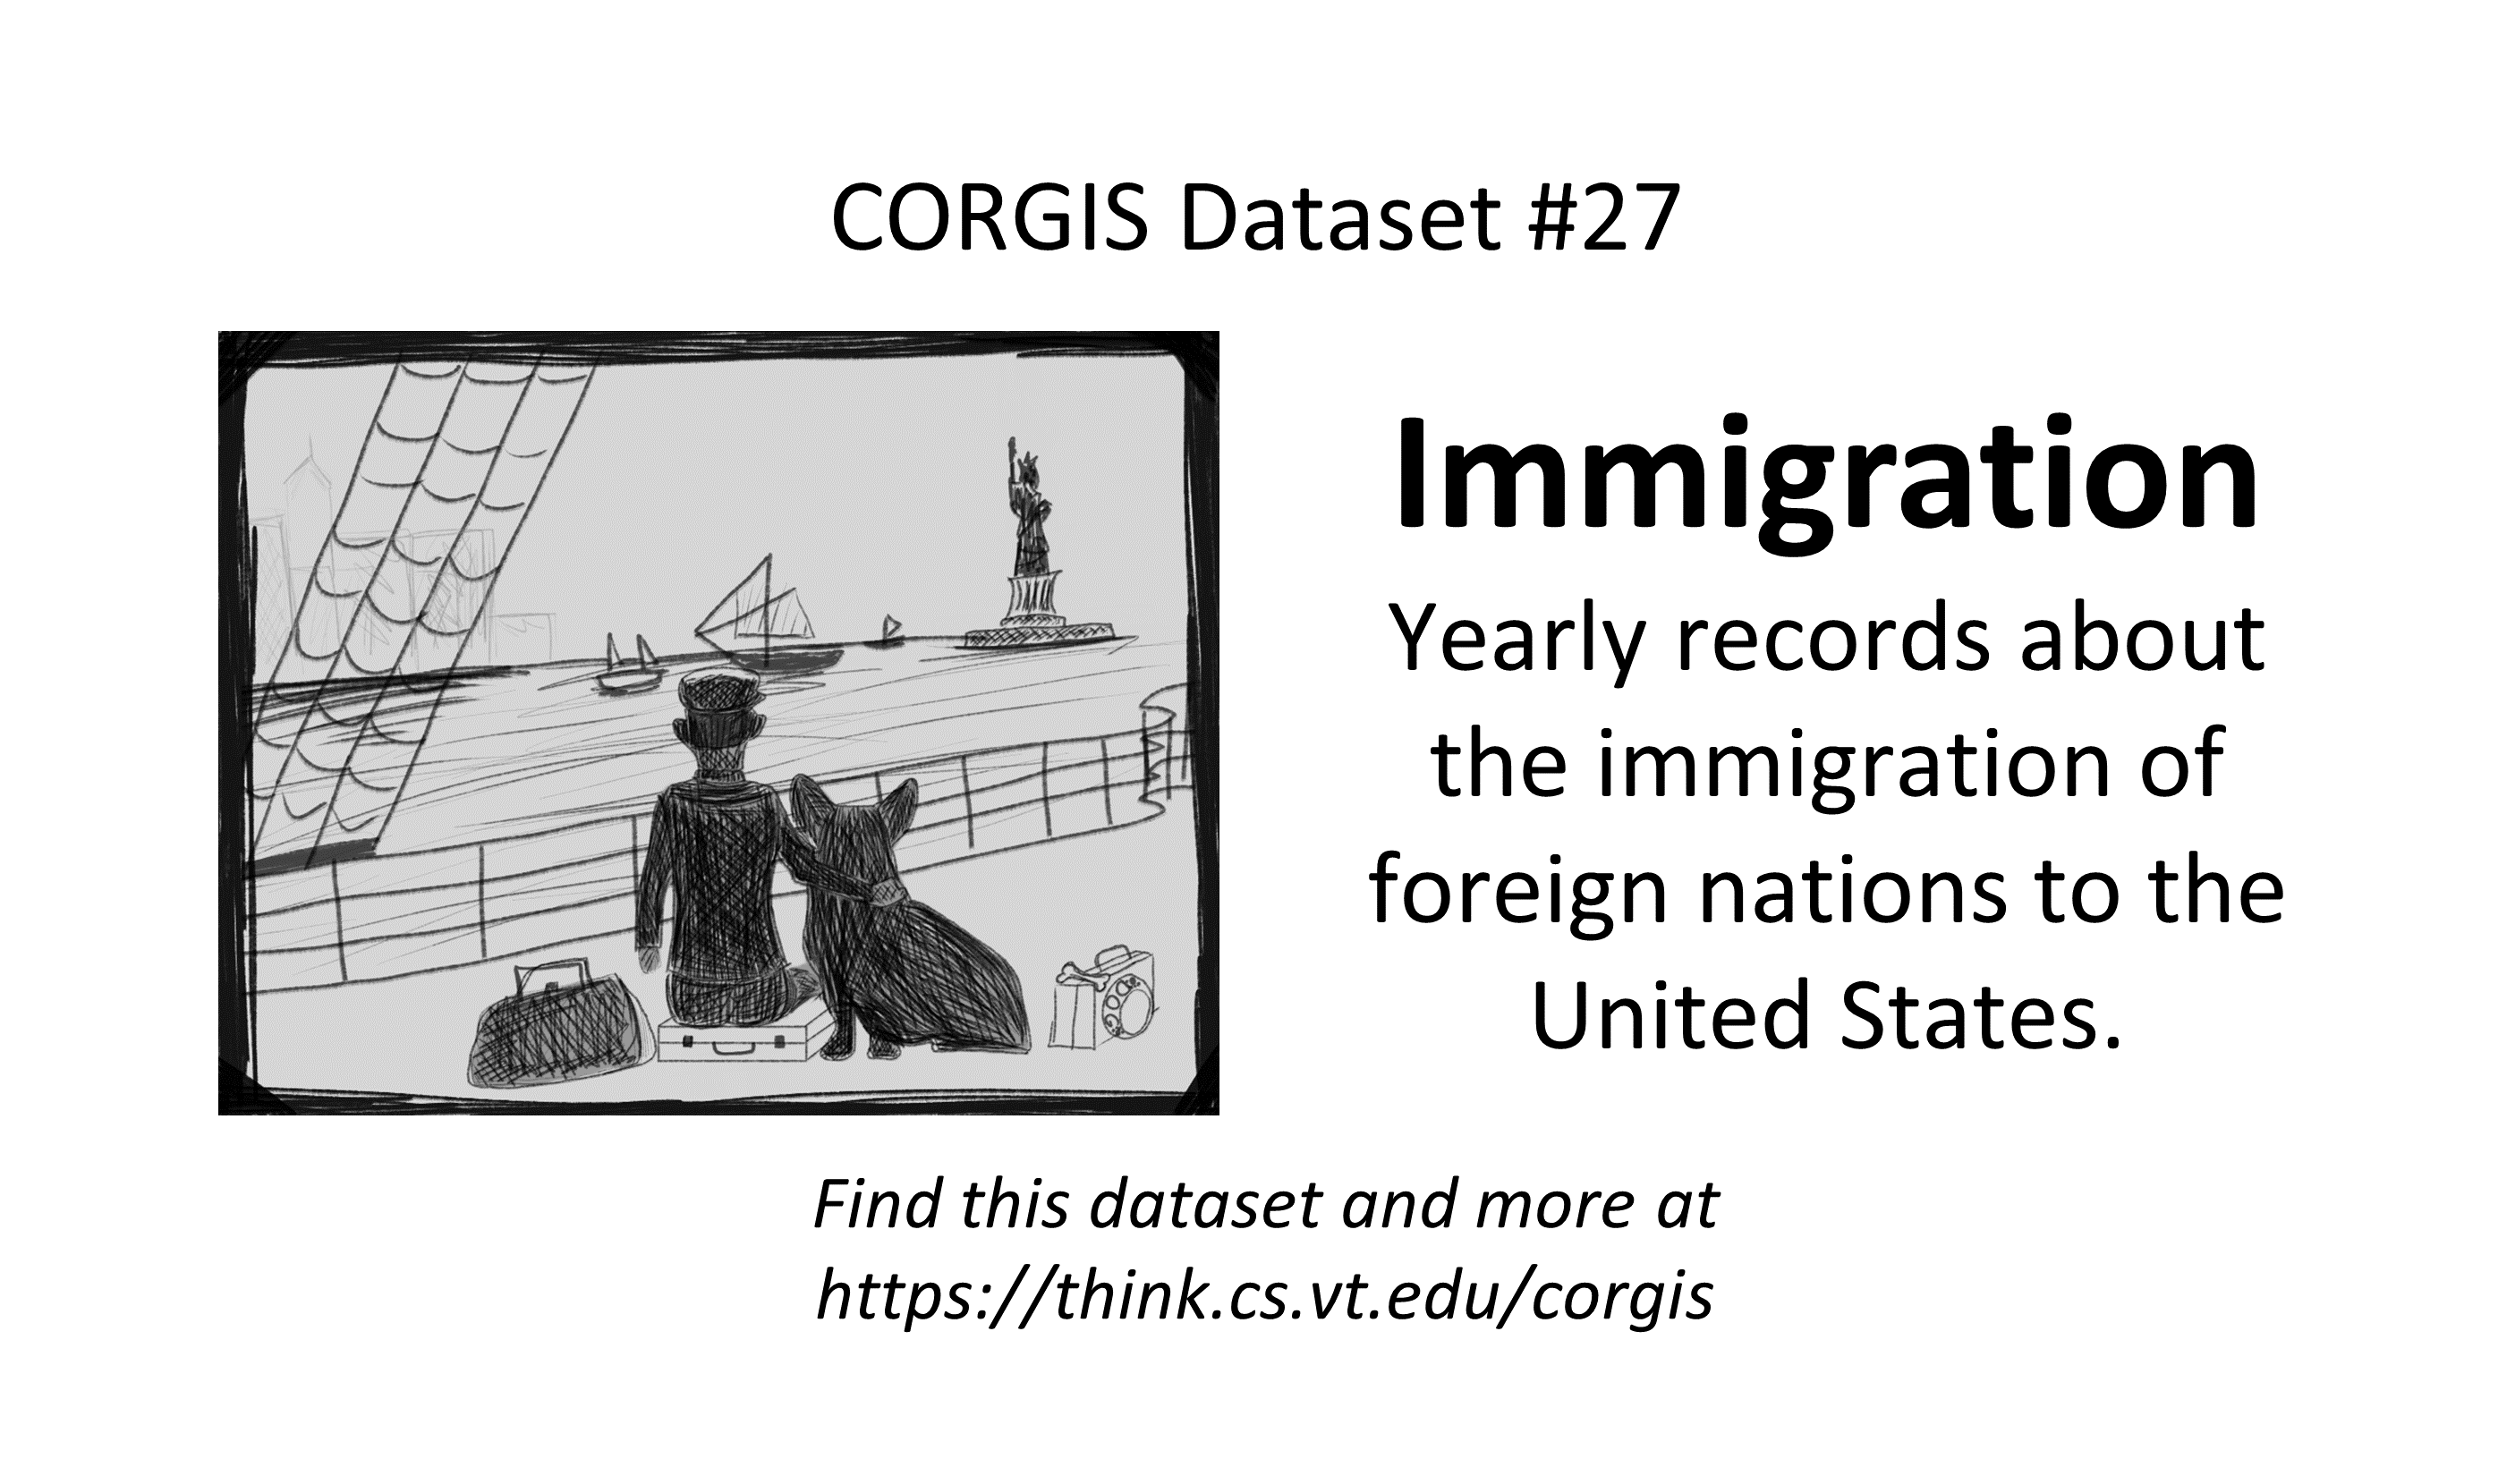 CORGIS Dataset #27
Immigration
Yearly records about
the immigration of
foreign nations to the
United States.
Find this dataset and more at
https://think.cs.vt.edu/corgis